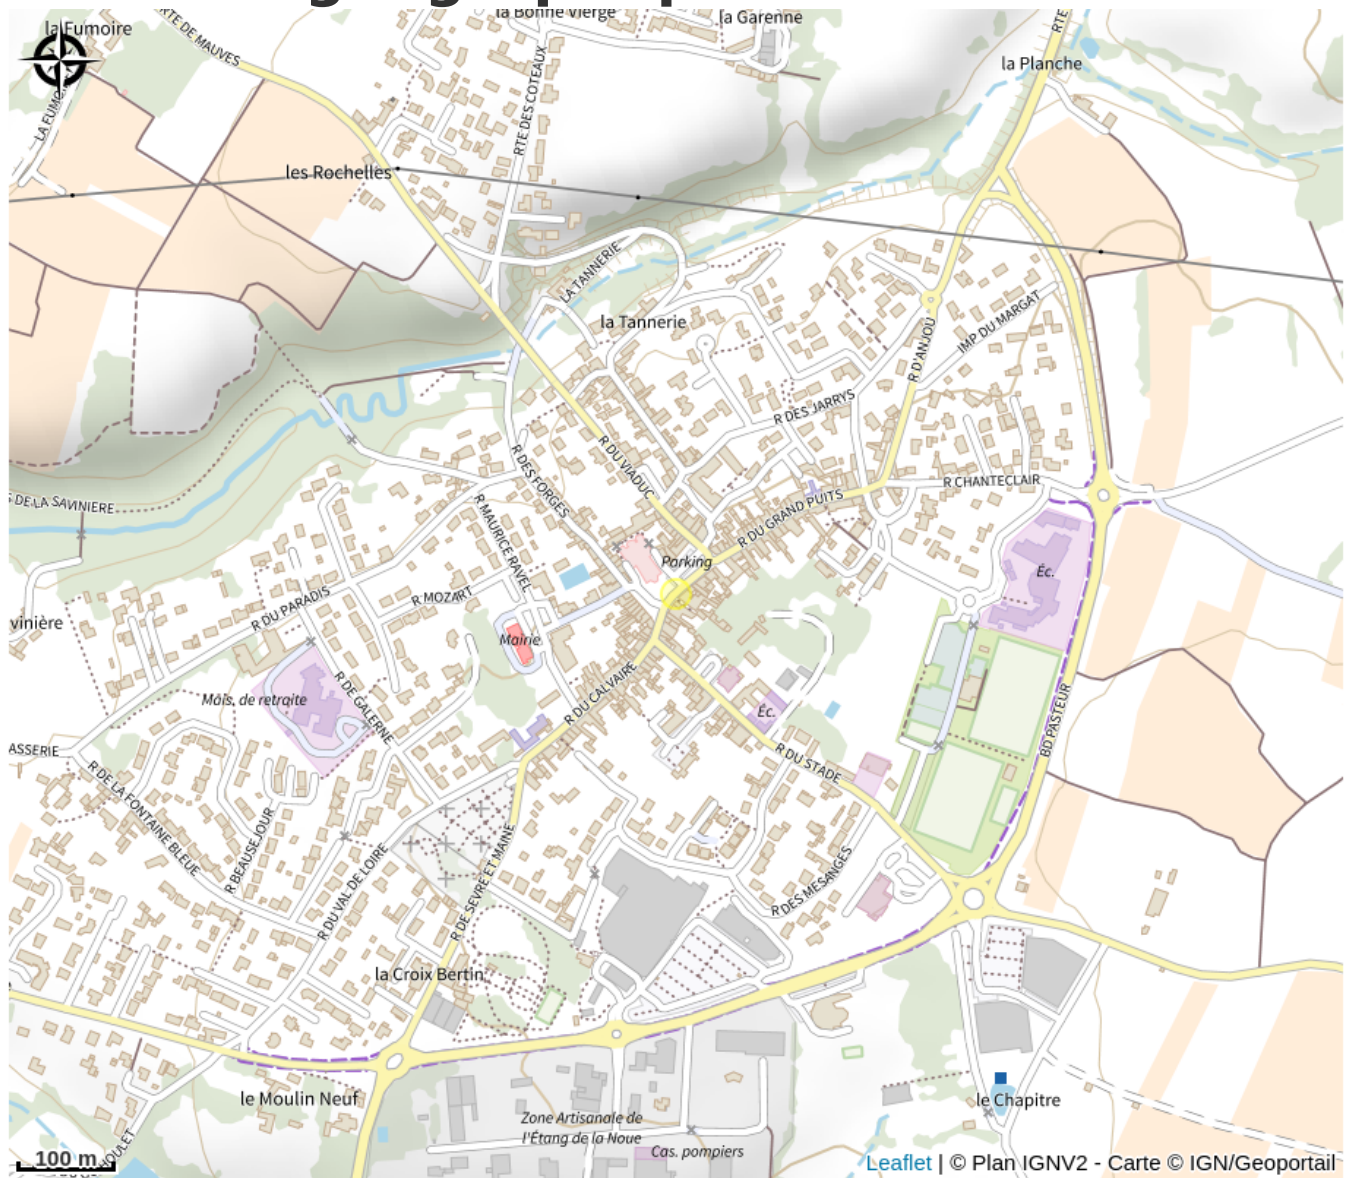 la Fumoire
RTE DE MAUVES
la Bonne Vierge
la Garenne
RTE
la Planche
LA FUMO
RTE DES COTEAUX
les Rochelles
LA TANNERIE
la Tannerie
R D'ANJOU
IMP DU MARGAT
R DES JARRYS
R DU VIADUC
R DES FORGES
R CHANTECLAIR
S DE LA SAVINIERE
R MAURICE RAVEL
R DU GRAND PUITS
Parking
Éc.
R DU PARADIS
R MOZART
vinière
Mairie
Mais. de retraite
R DE GALERNE
R DU CALVAIRE
Éc.
BD PASTEUR
ASSERIE
R DU STADE
R DE LA FONTAINE BLEUE
R BEAUSEJOUR
R DU VAL DE LOIRE
R DE SEVRE ET MAINE
R DES MESANGES
la Croix Bertin
le Moulin Neuf
le Chapitre
Zone Artisanale de
l'Étang de la Noue
Cas. pompiers
100 m
Leaflet | © Plan IGNV2 - Carte © IGN/Geoportail